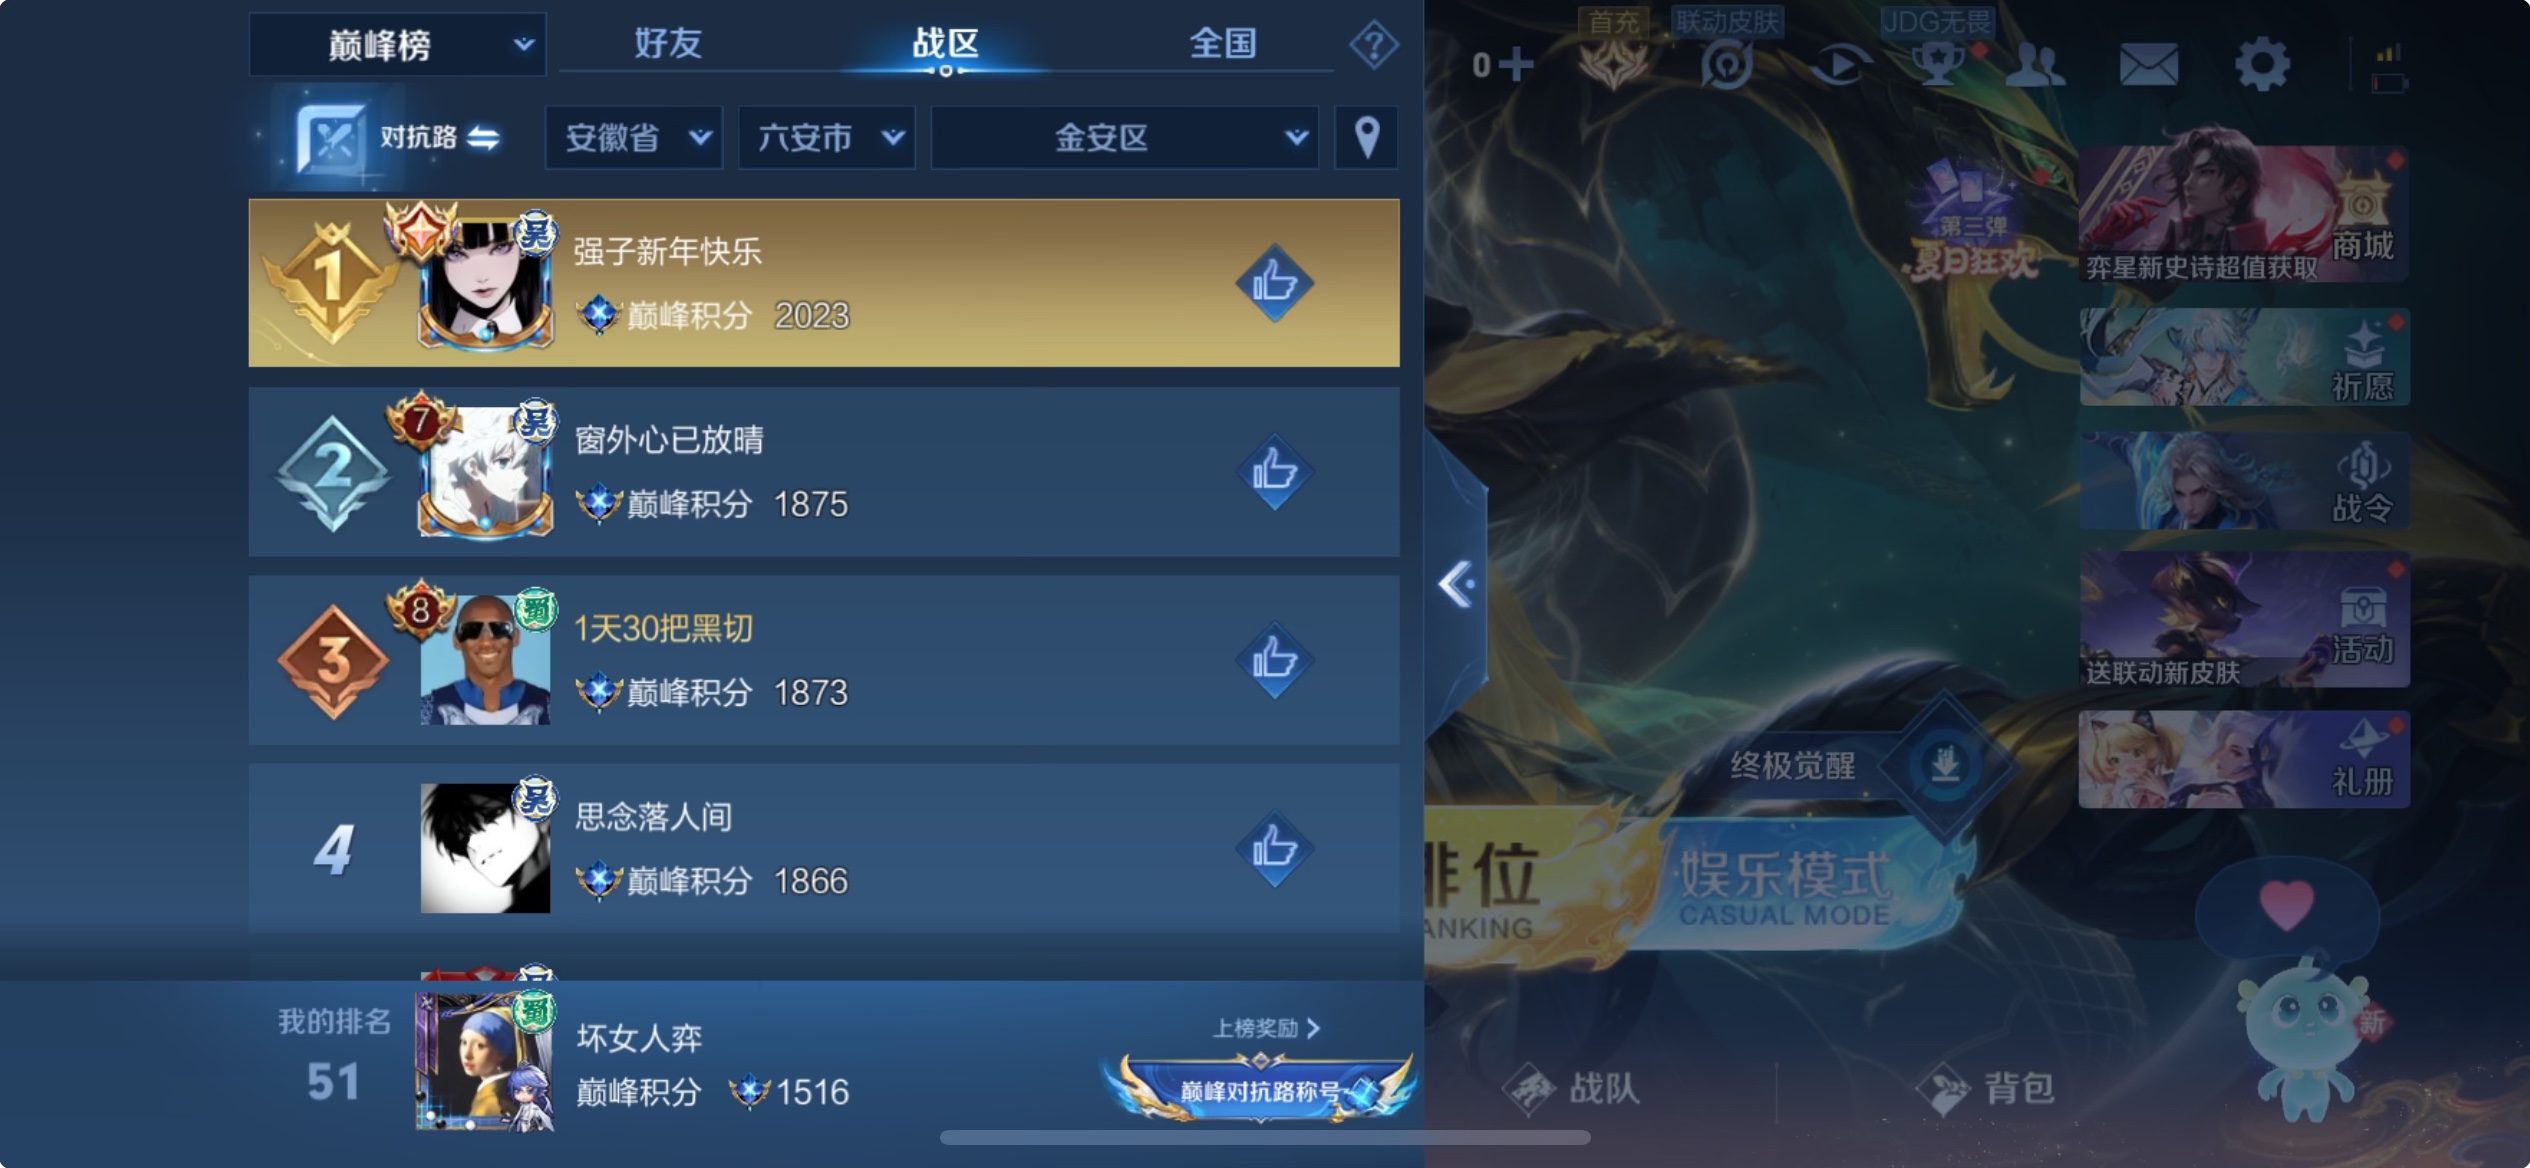 巅峰榜
好友
战区
全国
?
对抗路
安徽省
六安市
金安区
1
吴
强子新年快乐
巅峰积分 2023
2
7
吴
窗外心已放晴
巅峰积分 1875
3
8
蜀
1天30把黑切
巅峰积分 1873
4
吴
思念落人间
巅峰积分 1866
我的排名
51
蜀
坏女人弈
巅峰积分 1516
上榜奖励
巅峰对抗路称号
首充
联动皮肤
JDG无畏
0
第三弹
夏日狂欢
商城
弈星新史诗超值获取
祈愿
战令
活动
送联动新皮肤
礼册
终极觉醒
排位
RANKING
娱乐模式
CASUAL MODE
新
战队
背包